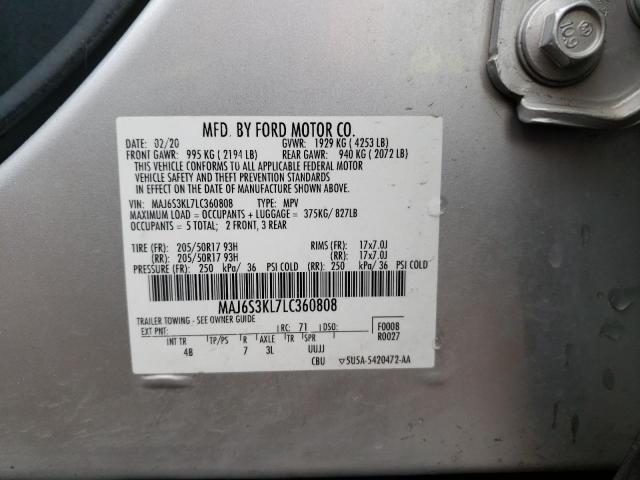 109
MFD. BY FORD MOTOR CO.
DATE: 02/20 GVWR: 1929 KG ( 4253 LB)
FRONT GAWR: 995 KG ( 2194 LB) REAR GAWR: 940 KG ( 2072 LB)
THIS VEHICLE CONFORMS TO ALL APPLICABLE FEDERAL MOTOR
VEHICLE SAFETY AND THEFT PREVENTION STANDARDS
IN EFFECT ON THE DATE OF MANUFACTURE SHOWN ABOVE.
VIN: MAJ6S3KL7LC360808 TYPE: MPV
MAXIMUM LOAD = OCCUPANTS + LUGGAGE = 375KG/ 827LB
OCCUPANTS = 5 TOTAL; 2 FRONT, 3 REAR
TIRE (FR): 205/50R17 93H RIMS (FR): 17x7.0J
(RR): 205/50R17 93H (RR): 17x7.0J
PRESSURE (FR): 250 kPa/ 36 PSI COLD (RR): 250 kPa/ 36 PSI COLD
MAJ6S3KL7LC360808
TRAILER TOWING - SEE OWNER GUIDE
EXT PNT: RC: 71 DSO: F0008
R0027
INT TR TP/PS R AXLE TR SPR
4B 7 3L UUJJ
CBU ▽SU5A-5420472-AA